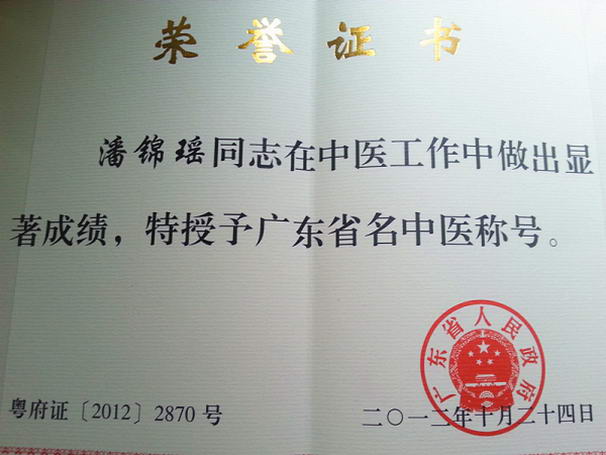 荣誉证书
潘锦瑶同志在中医工作中做出显
著成绩，特授予广东省名中医称号。
广东省人民政府
粤府证〔2012〕2870号
二〇一二年十月二十四日